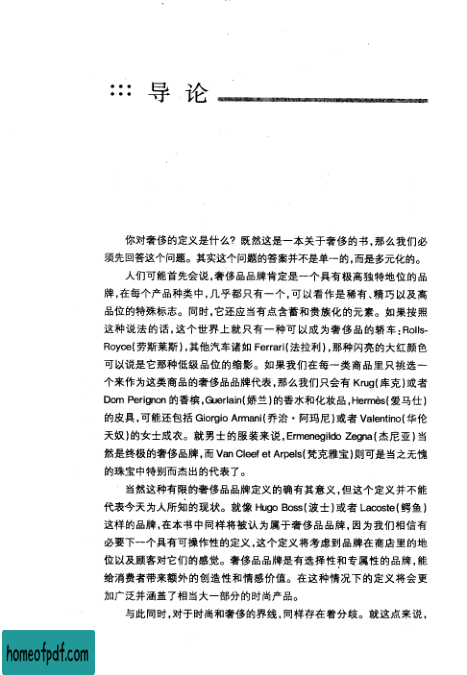 导 论
你对奢侈的定义是什么？既然这是一本关于奢侈的书，那么我们必
须先回答这个问题。其实这个问题的答案并不是单一的，而是多元化的。
人们可能首先会说，奢侈品品牌肯定是一个具有极高独特地位的品
牌，在每个产品种类中，几乎都只有一个，可以看作是稀有、精巧以及高
品位的特殊标志。同时，它还应当有点含蓄和贵族化的元素。如果按照
这种说法的话，这个世界上就只有一种可以成为奢侈品的轿车：Rolls-
Royce（劳斯莱斯），其他汽车诸如 Ferrari（法拉利），那种闪亮的大红颜色
可以说是它那种低级品位的缩影。如果我们在每一类商品里只挑选一
个来作为这类商品的奢侈品品牌代表，那么我们只会有 Krug（库克）或者
Dom Perignon 的香槟，Guerlain（娇兰）的香水和化妆品，Hermès（爱马仕）
的皮具，可能还包括 Giorgio Armani（乔治·阿玛尼）或者 Valentino（华伦
天奴）的女士成衣。就男士的服装来说，Ermenegildo Zegna（杰尼亚）当
然是终极的奢侈品牌，而 Van Cleef et Arpels（梵克雅宝）则可是当之无愧
的珠宝中特别而杰出的代表了。
当然这种有限的奢侈品品牌定义的确有其意义，但这个定义并不能
代表今天为人所知的现状。就像 Hugo Boss（波士）或者 Lacoste（鳄鱼）
这样的品牌，在本书中同样将被认为属于奢侈品品牌，因为我们相信有
必要下一个具有可操作性的定义，这个定义将考虑到品牌在商店里的地
位以及顾客对它们的感觉。奢侈品品牌是有选择性和专属性的品牌，能
给消费者带来额外的创造性和情感价值。在这种情况下的定义将会更
加广泛并涵盖了相当大一部分的时尚产品。
与此同时，对于时尚和奢侈的界线，同样存在着分歧。就这点来说，
homeofpdf.com